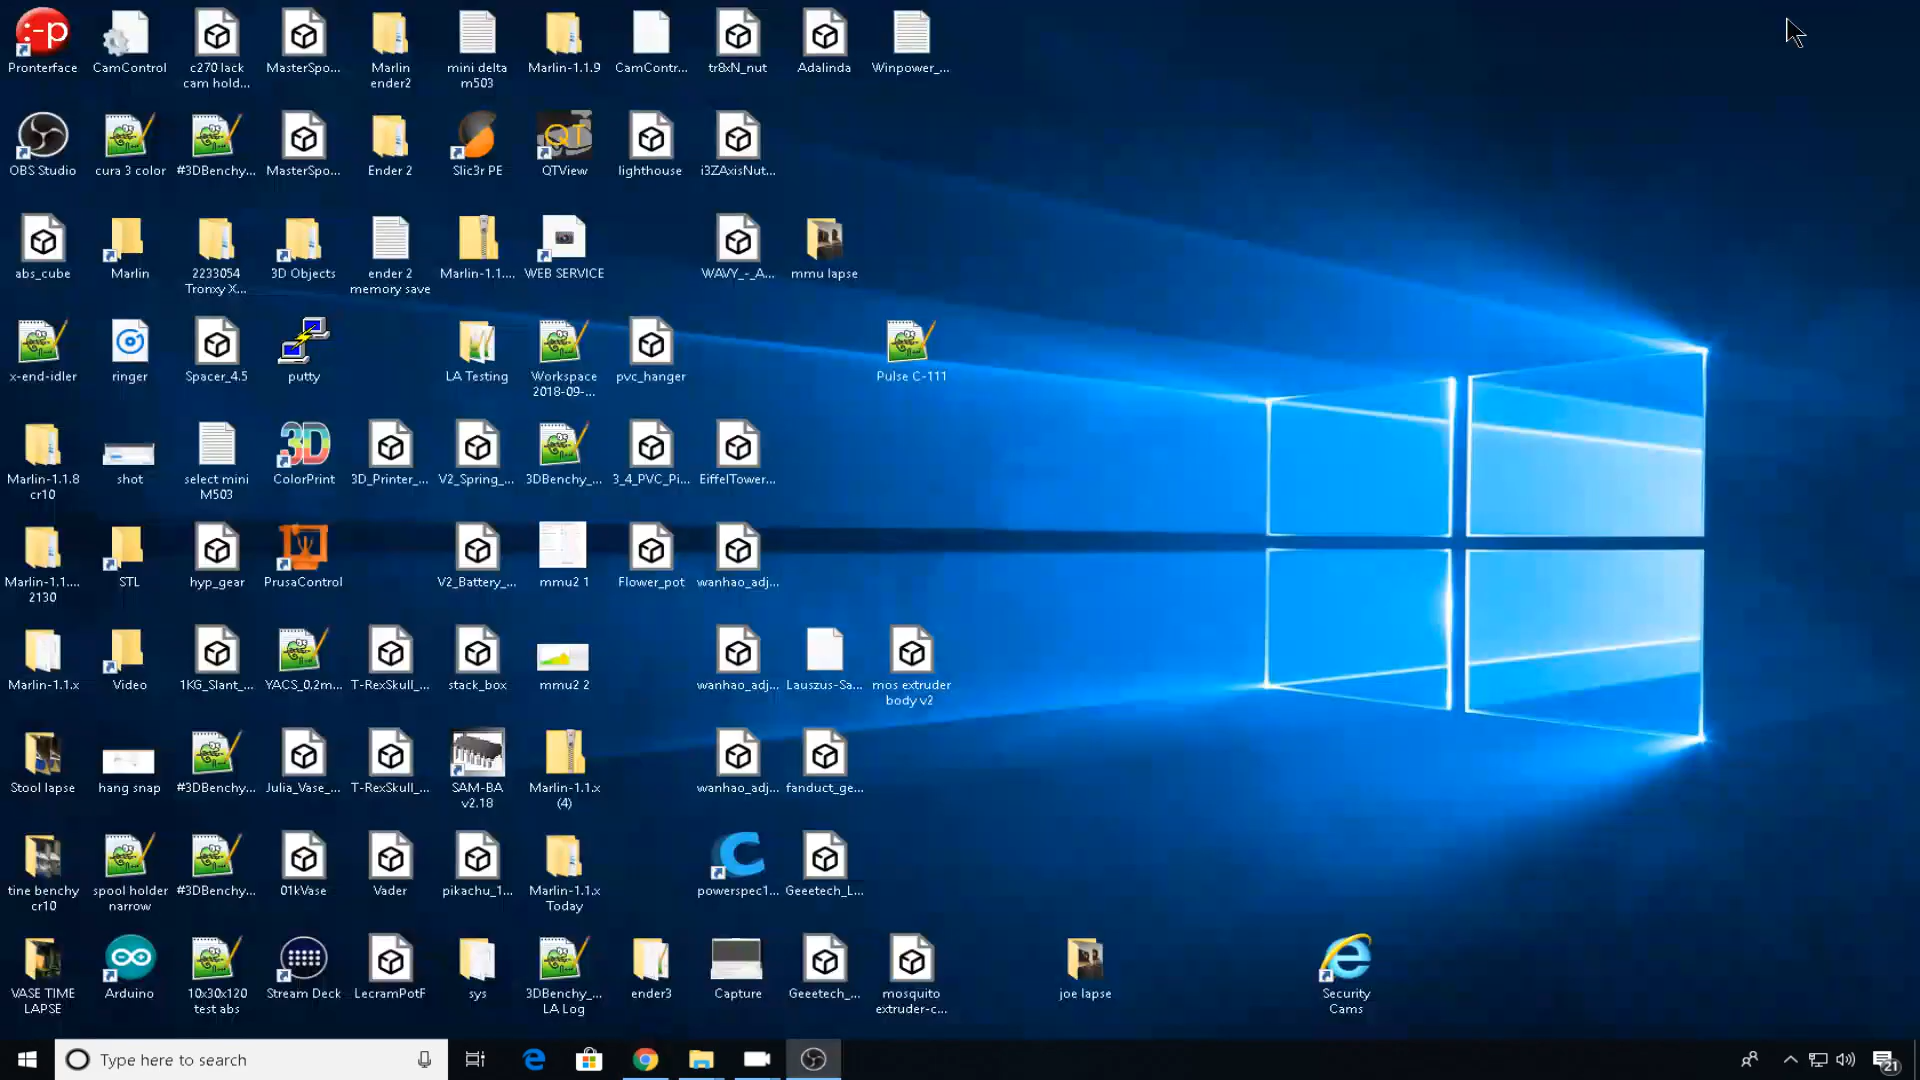 Pronterface
CamControl
c270 lack
cam hold...
MasterSpo...
Marlin
ender2
mini delta
m503
Marlin-1.1.9
CamContr...
tr8xN_nut
Adalinda
Winpower_...
OBS Studio
cura 3 color
#3DBenchy...
MasterSpo...
Ender 2
Slic3r PE
QT
QTView
lighthouse
i3ZAxisNut...
abs_cube
Marlin
2233054
Tronxy X...
3D Objects
ender 2
memory save
Marlin-1.1....
WEB SERVICE
WAVY_-_A...
mmu lapse
x-end-idler
ringer
Spacer_4.5
putty
LA Testing
Workspace
2018-09-...
pvc_hanger
Pulse C-111
Marlin-1.1.8
cr10
shot
select mini
M503
3D
ColorPrint
3D_Printer_...
V2_Spring_...
3DBenchy_...
3_4_PVC_Pi...
EiffelTower...
Marlin-1.1....
2130
STL
hyp_gear
PrusaControl
V2_Battery_...
mmu2 1
Flower_pot
wanhao_adj...
Marlin-1.1.x
Video
1KG_Slant_...
YACS_0.2m...
T-RexSkull_...
stack_box
mmu2 2
wanhao_adj...
Lauszus-Sa...
mos extruder
body v2
Stool lapse
hang snap
#3DBenchy...
Julia_Vase_...
T-RexSkull_...
SAM-BA
v2.18
Marlin-1.1.x
(4)
wanhao_adj...
fanduct_ge...
tine benchy
cr10
spool holder
narrow
#3DBenchy...
01kVase
Vader
pikachu_1...
Marlin-1.1.x
Today
powerspec1...
Geeetech_L...
VASE TIME
LAPSE
Arduino
10x30x120
test abs
Stream Deck
LecramPotF
sys
3DBenchy_...
LA Log
ender3
Capture
Geeetech_...
mosquito
extruder-c...
joe lapse
Security
Cams
Type here to search
21